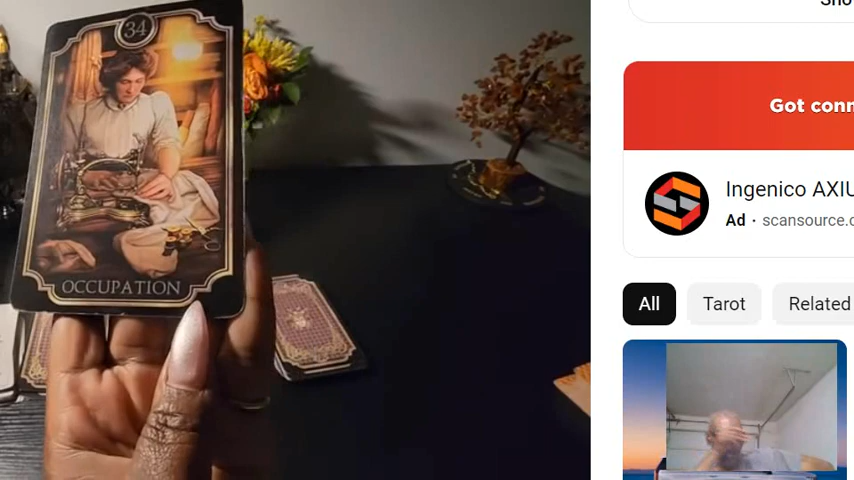 34
OCCUPATION
Got conn
Ingenico AXIU
Ad · scansource.c
All
Tarot
Related